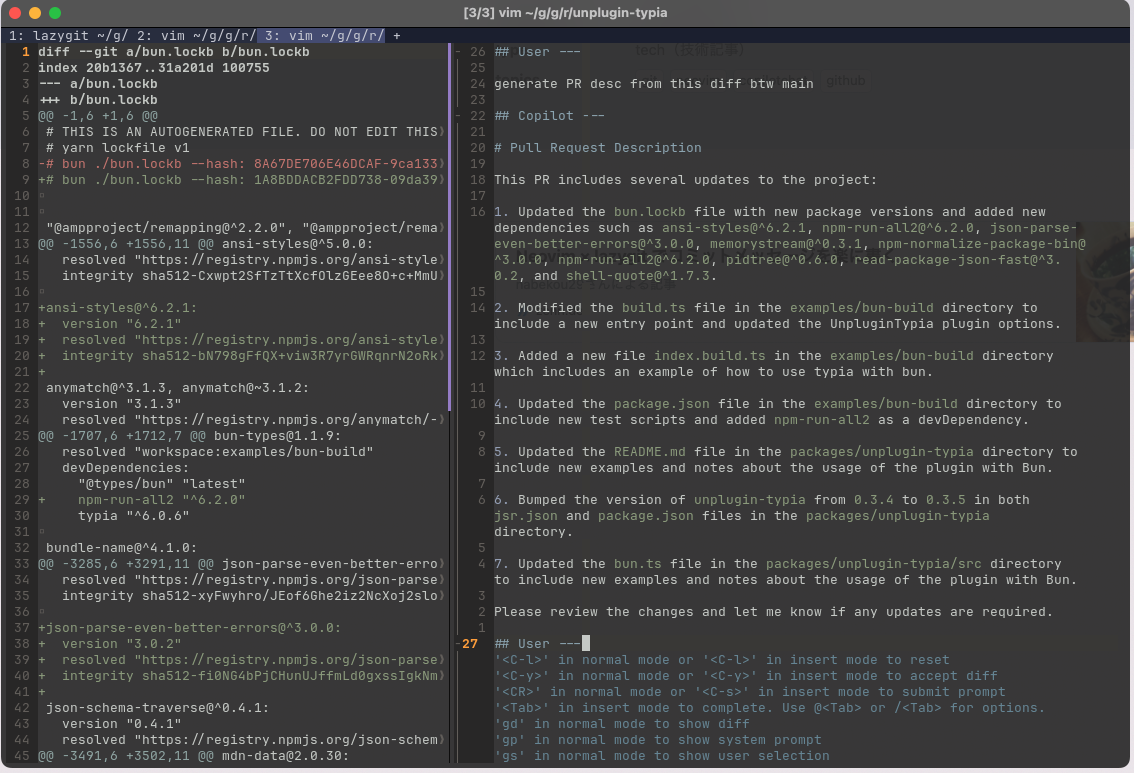 [3/3] vim ~/g/g/r/unplugin-typia
1: lazygit ~/g/ 2: vim ~/g/g/r/ 3: vim ~/g/g/r/ +
1 diff --git a/bun.lockb b/bun.lockb
2 index 20b1367..31a201d 100755
3 --- a/bun.lockb
4 +++ b/bun.lockb
5 @@ -1,6 +1,6 @@
6 # THIS IS AN AUTOGENERATED FILE. DO NOT EDIT THIS⟩
7 # yarn lockfile v1
8 -# bun ./bun.lockb --hash: 8A67DE706E46DCAF-9ca133⟩
9 +# bun ./bun.lockb --hash: 1A8BDDACB2FDD738-09da39⟩
10
11
12 "@ampproject/remapping@^2.2.0", "@ampproject/rema⟩
13 @@ -1556,6 +1556,11 @@ ansi-styles@^5.0.0:
14 resolved "https://registry.npmjs.org/ansi-style⟩
15 integrity sha512-Cxwpt2SfTzTtXcfOlzGEee8O+c+MmU⟩
16
17 +ansi-styles@^6.2.1:
18 + version "6.2.1"
19 + resolved "https://registry.npmjs.org/ansi-style⟩
20 + integrity sha512-bN798gFfQX+viw3R7yrGWRqnrN2oRk⟩
21 +
22 anymatch@^3.1.3, anymatch@~3.1.2:
23 version "3.1.3"
24 resolved "https://registry.npmjs.org/anymatch/-⟩
25 @@ -1707,6 +1712,7 @@ bun-types@1.1.9:
26 resolved "workspace:examples/bun-build"
27 devDependencies:
28 "@types/bun" "latest"
29 + npm-run-all2 "^6.2.0"
30 typia "^6.0.6"
31
32 bundle-name@^4.1.0:
33 @@ -3285,6 +3291,11 @@ json-parse-even-better-erro⟩
34 resolved "https://registry.npmjs.org/json-parse⟩
35 integrity sha512-xyFwyhro/JEof6Ghe2iz2NcXoj2slo⟩
36
37 +json-parse-even-better-errors@^3.0.0:
38 + version "3.0.2"
39 + resolved "https://registry.npmjs.org/json-parse⟩
40 + integrity sha512-fi0NG4bPjCHunUJffmLd0gxssIgkNm⟩
41 +
42 json-schema-traverse@^0.4.1:
43 version "0.4.1"
44 resolved "https://registry.npmjs.org/json-schem⟩
45 @@ -3491,6 +3502,11 @@ mdn-data@2.0.30:
26 ## User ---
25
24 generate PR desc from this diff btw main
23
22 ## Copilot ---
21
20 # Pull Request Description
19
18 This PR includes several updates to the project:
17
16 1. Updated the bun.lockb file with new package versions and added new
dependencies such as ansi-styles@^6.2.1, npm-run-all2@^6.2.0, json-parse-
even-better-errors@^3.0.0, memorystream@^0.3.1, npm-normalize-package-bin@
^3.0.0, npm-run-all2@^6.2.0, pidtree@^0.6.0, read-package-json-fast@^3.
0.2, and shell-quote@^1.7.3.
15
14 2. Modified the build.ts file in the examples/bun-build directory to
include a new entry point and updated the UnpluginTypia plugin options.
13
12 3. Added a new file index.build.ts in the examples/bun-build directory
which includes an example of how to use typia with bun.
11
10 4. Updated the package.json file in the examples/bun-build directory to
include new test scripts and added npm-run-all2 as a devDependency.
9
8 5. Updated the README.md file in the packages/unplugin-typia directory to
include new examples and notes about the usage of the plugin with Bun.
7
6 6. Bumped the version of unplugin-typia from 0.3.4 to 0.3.5 in both
jsr.json and package.json files in the packages/unplugin-typia
directory.
5
4 7. Updated the bun.ts file in the packages/unplugin-typia/src directory
to include new examples and notes about the usage of the plugin with Bun.
3
2 Please review the changes and let me know if any updates are required.
1
27 ## User ---
'<C-l>' in normal mode or '<C-l>' in insert mode to reset
'<C-y>' in normal mode or '<C-y>' in insert mode to accept diff
'<CR>' in normal mode or '<C-s>' in insert mode to submit prompt
'<Tab>' in insert mode to complete. Use @<Tab> or /<Tab> for options.
'gd' in normal mode to show diff
'gp' in normal mode to show system prompt
'gs' in normal mode to show user selection
tech（技術記事）
github